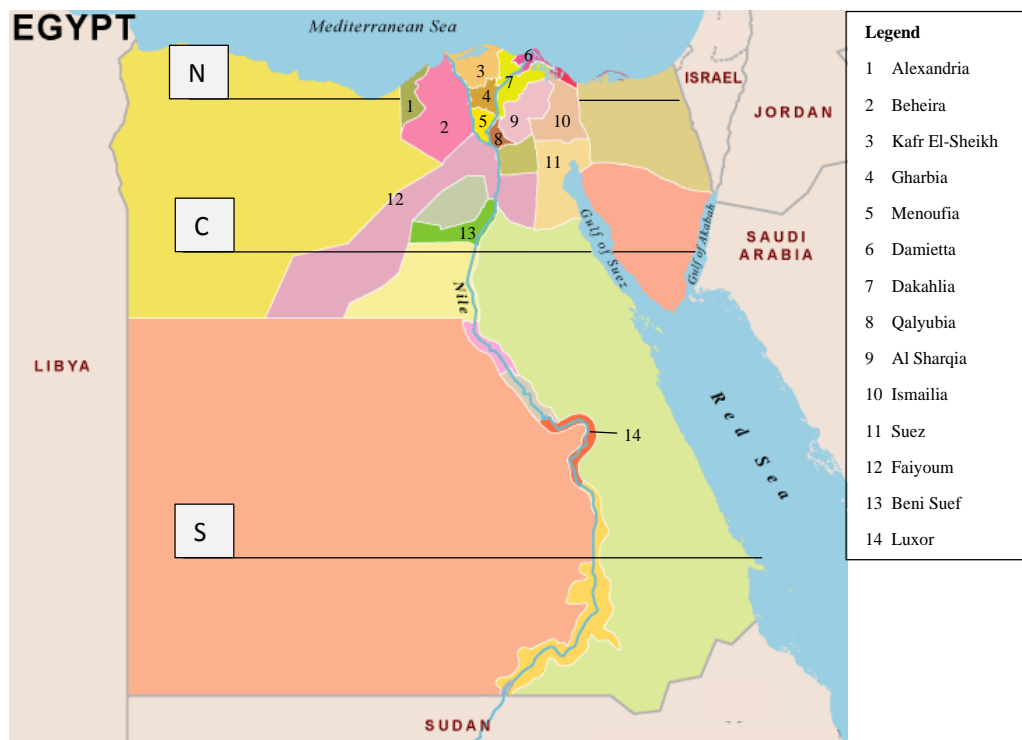 EGYPT
Mediterranean Sea
N
C
S
ISRAEL
JORDAN
SAUDI
ARABIA
LIBYA
SUDAN
Gulf of Suez
Gulf of Akabah
Nile
Red Sea
1
2
3
4
5
6
7
8
9
10
11
12
13
14
Legend
1 Alexandria
2 Beheira
3 Kafr El-Sheikh
4 Gharbia
5 Menoufia
6 Damietta
7 Dakahlia
8 Qalyubia
9 Al Sharqia
10 Ismailia
11 Suez
12 Faiyoum
13 Beni Suef
14 Luxor